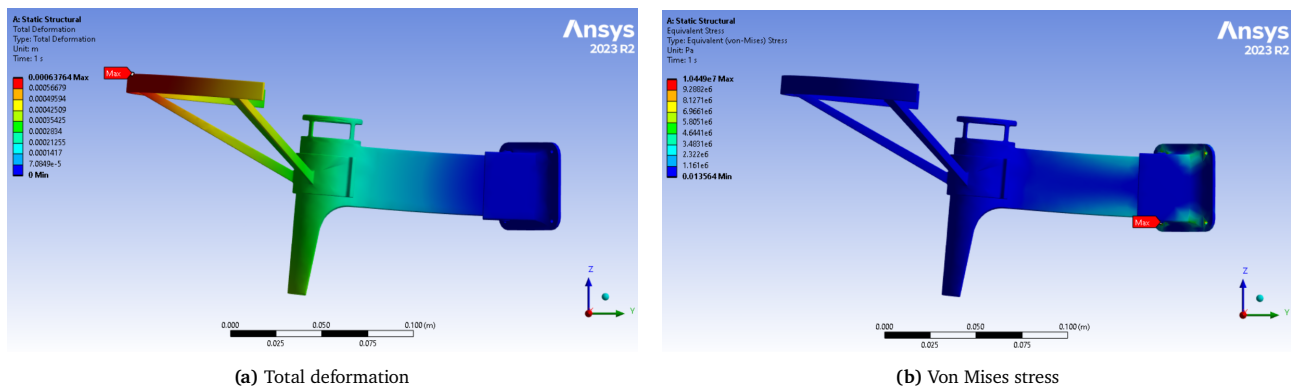 A: Static Structural
Total Deformation
Type: Total Deformation
Unit: m
Time: 1 s
0.00063764 Max
0.00056679
0.00049594
0.00042509
0.00035425
0.0002834
0.00021255
0.0001417
7.0849e-5
0 Min
Max
Ansys
2023 R2
Z
Y
0.000
0.050
0.100 (m)
0.025
0.075
(a) Total deformation
A: Static Structural
Equivalent Stress
Type: Equivalent (von-Mises) Stress
Unit: Pa
Time: 1 s
1.0449e7 Max
9.2882e6
8.1271e6
6.9661e6
5.8051e6
4.6441e6
3.4831e6
2.322e6
1.161e6
0.013564 Min
Max
Ansys
2023 R2
Z
Y
0.000
0.050
0.100 (m)
0.025
0.075
(b) Von Mises stress